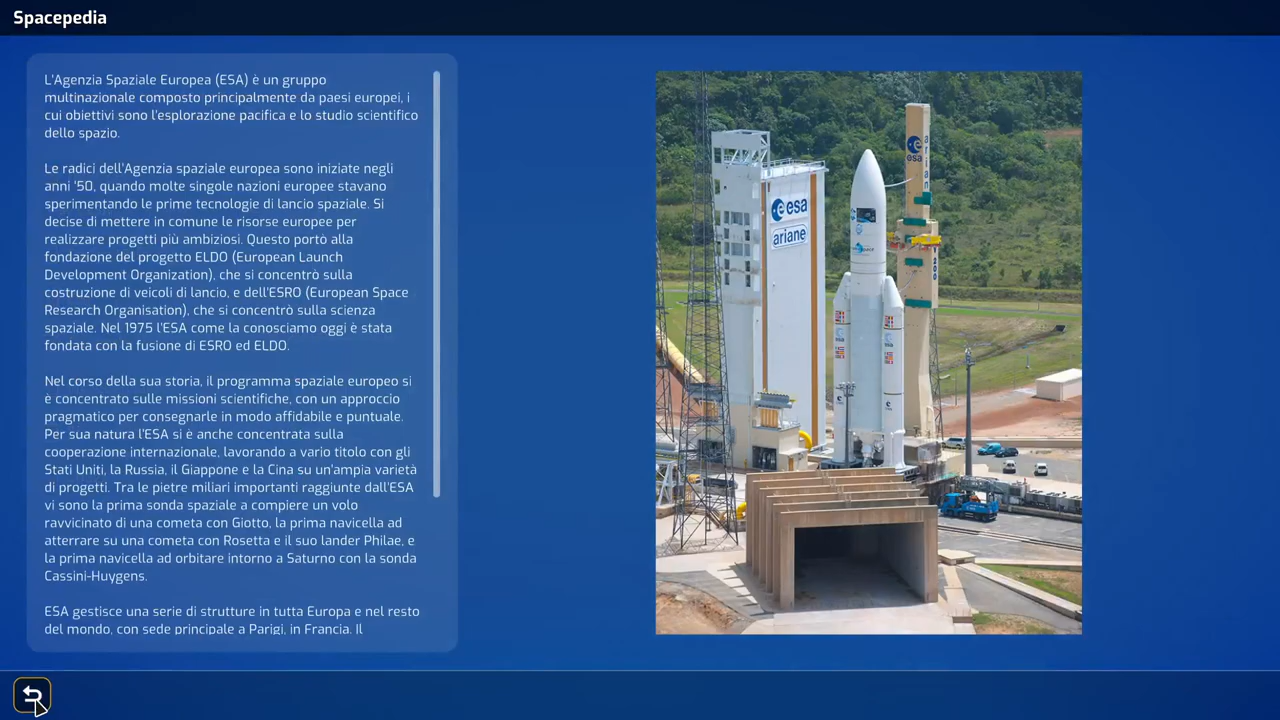 Spacepedia
L'Agenzia Spaziale Europea (ESA) è un gruppo
multinazionale composto principalmente da paesi europei, i
cui obiettivi sono l'esplorazione pacifica e lo studio scientifico
dello spazio.
Le radici dell'Agenzia spaziale europea sono iniziate negli
anni '50, quando molte singole nazioni europee stavano
sperimentando le prime tecnologie di lancio spaziale. Si
decise di mettere in comune le risorse europee per
realizzare progetti più ambiziosi. Questo portò alla
fondazione del progetto ELDO (European Launch
Development Organization), che si concentrò sulla
costruzione di veicoli di lancio, e dell'ESRO (European Space
Research Organisation), che si concentrò sulla scienza
spaziale. Nel 1975 l'ESA come la conosciamo oggi è stata
fondata con la fusione di ESRO ed ELDO.
Nel corso della sua storia, il programma spaziale europeo si
è concentrato sulle missioni scientifiche, con un approccio
pragmatico per consegnarle in modo affidabile e puntuale.
Per sua natura l'ESA si è anche concentrata sulla
cooperazione internazionale, lavorando a vario titolo con gli
Stati Uniti, la Russia, il Giappone e la Cina su un'ampia varietà
di progetti. Tra le pietre miliari importanti raggiunte dall'ESA
vi sono la prima sonda spaziale a compiere un volo
ravvicinato di una cometa con Giotto, la prima navicella ad
atterrare su una cometa con Rosetta e il suo lander Philae, e
la prima navicella ad orbitare intorno a Saturno con la sonda
Cassini-Huygens.
ESA gestisce una serie di strutture in tutta Europa e nel resto
del mondo, con sede principale a Parigi, in Francia. Il
esa
ariane
esa
arian
200